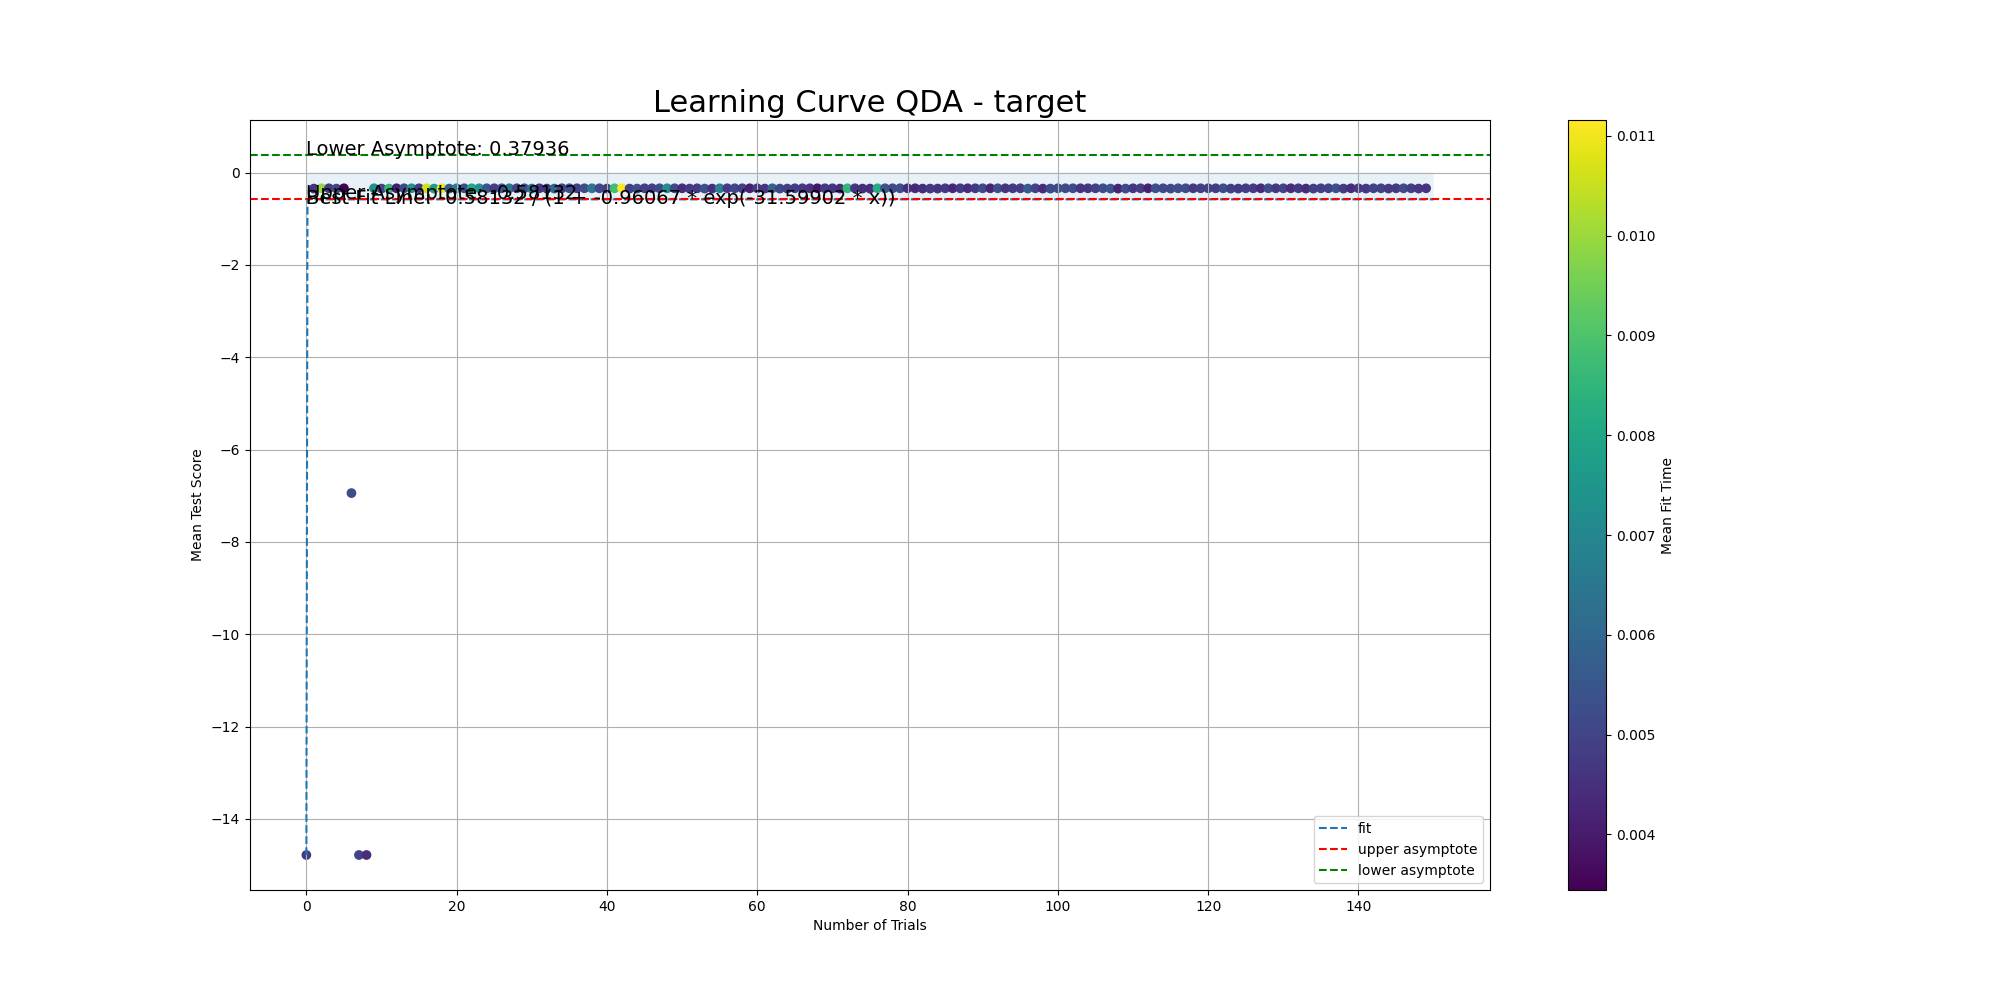 Learning Curve QDA - target
Lower Asymptote: 0.37936
Upper Asymptote: -0.58132
Best Fit Line: -0.58132 / (1 + -0.96067 * exp(-31.59902 * x))
0
−2
−4
−6
−8
−10
−12
−14
Mean Test Score
0 20 40 60 80 100 120 140
Number of Trials
fit
upper asymptote
lower asymptote
0.011
0.010
0.009
0.008
0.007
0.006
0.005
0.004
Mean Fit Time